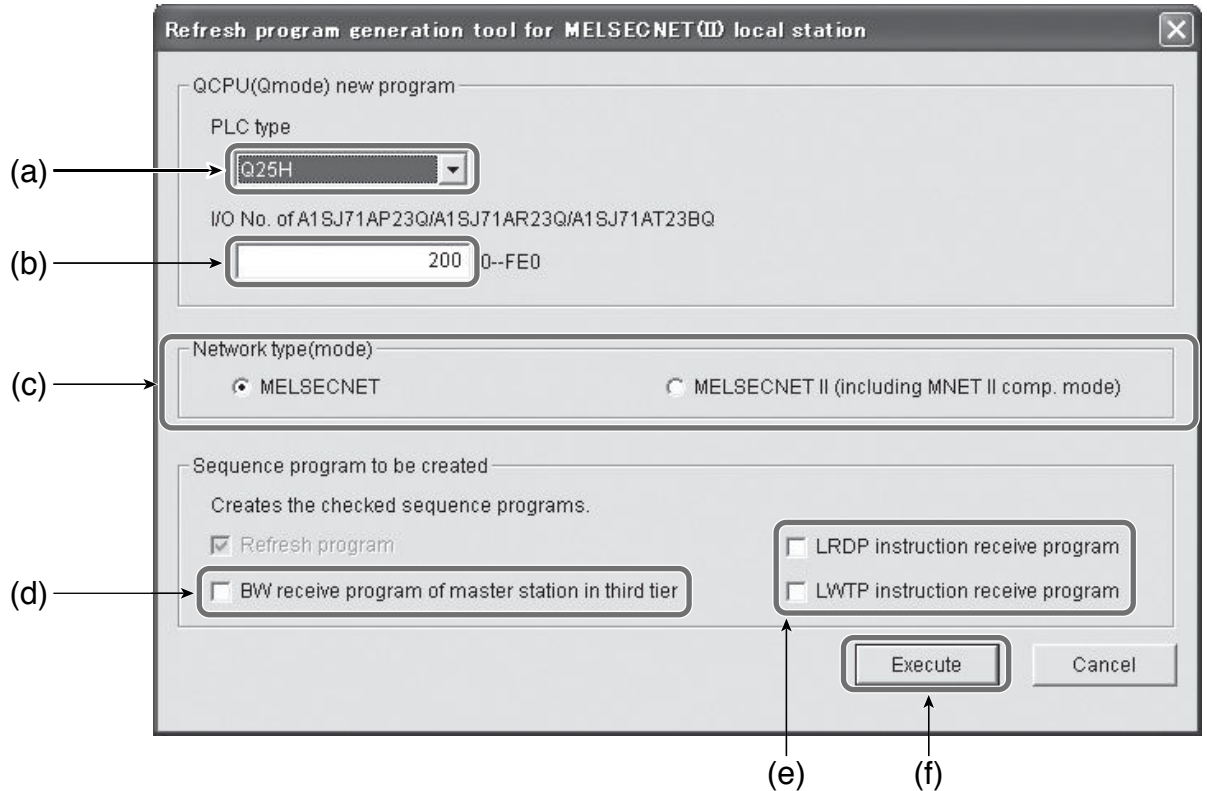 Refresh program generation tool for MELSECNET(II) local station
QCPU(Qmode) new program
PLC type
(a)
Q25H
I/O No. of A1SJ71AP23Q/A1SJ71AR23Q/A1SJ71AT23BQ
(b)
200 0--FE0
Network type(mode)
(c)
MELSECNET MELSECNET II (including MNET II comp. mode)
Sequence program to be created
Creates the checked sequence programs.
Refresh program LRDP instruction receive program
(d)
BW receive program of master station in third tier LWTP instruction receive program
Execute Cancel
(e) (f)